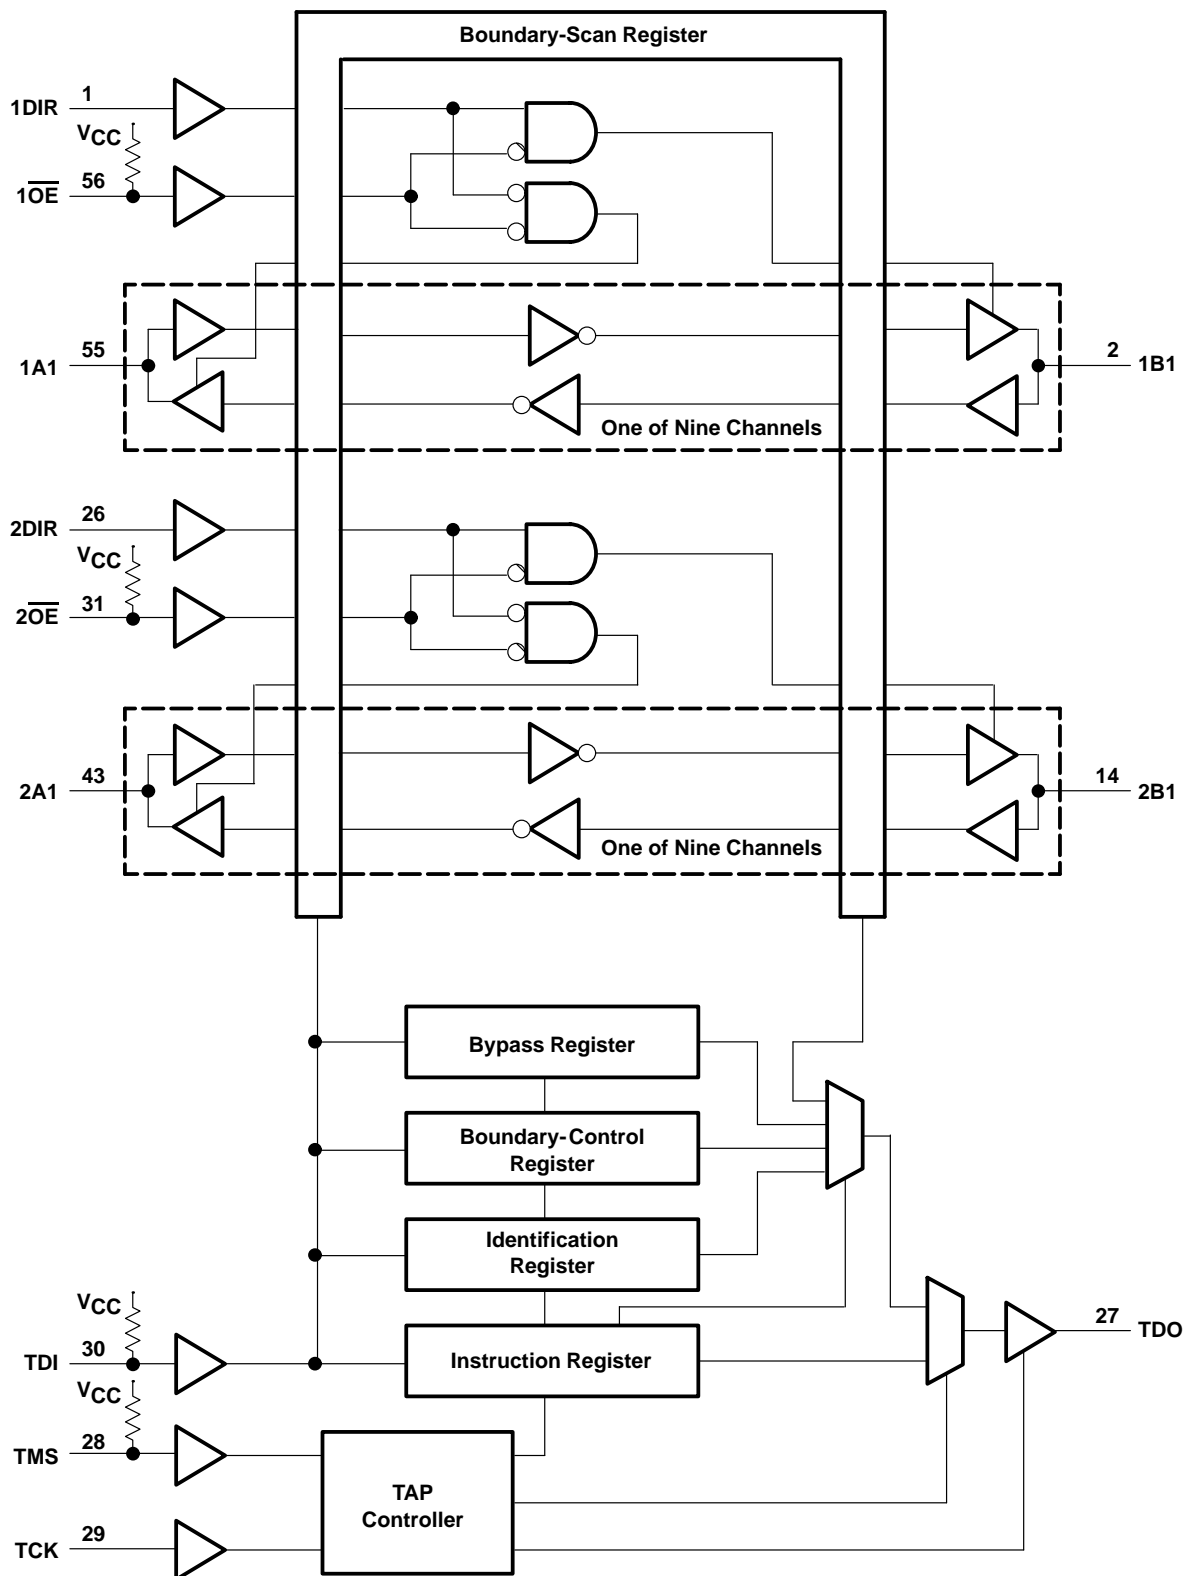 Boundary-Scan Register
1DIR
1
VCC
1O̅E̅
56
1A1
55
2
1B1
One of Nine Channels
2DIR
26
VCC
2O̅E̅
31
2A1
43
14
2B1
One of Nine Channels
Bypass Register
Boundary-Control
Register
Identification
Register
VCC
TDI
30
Instruction Register
27
TDO
VCC
TMS
28
TAP
Controller
TCK
29